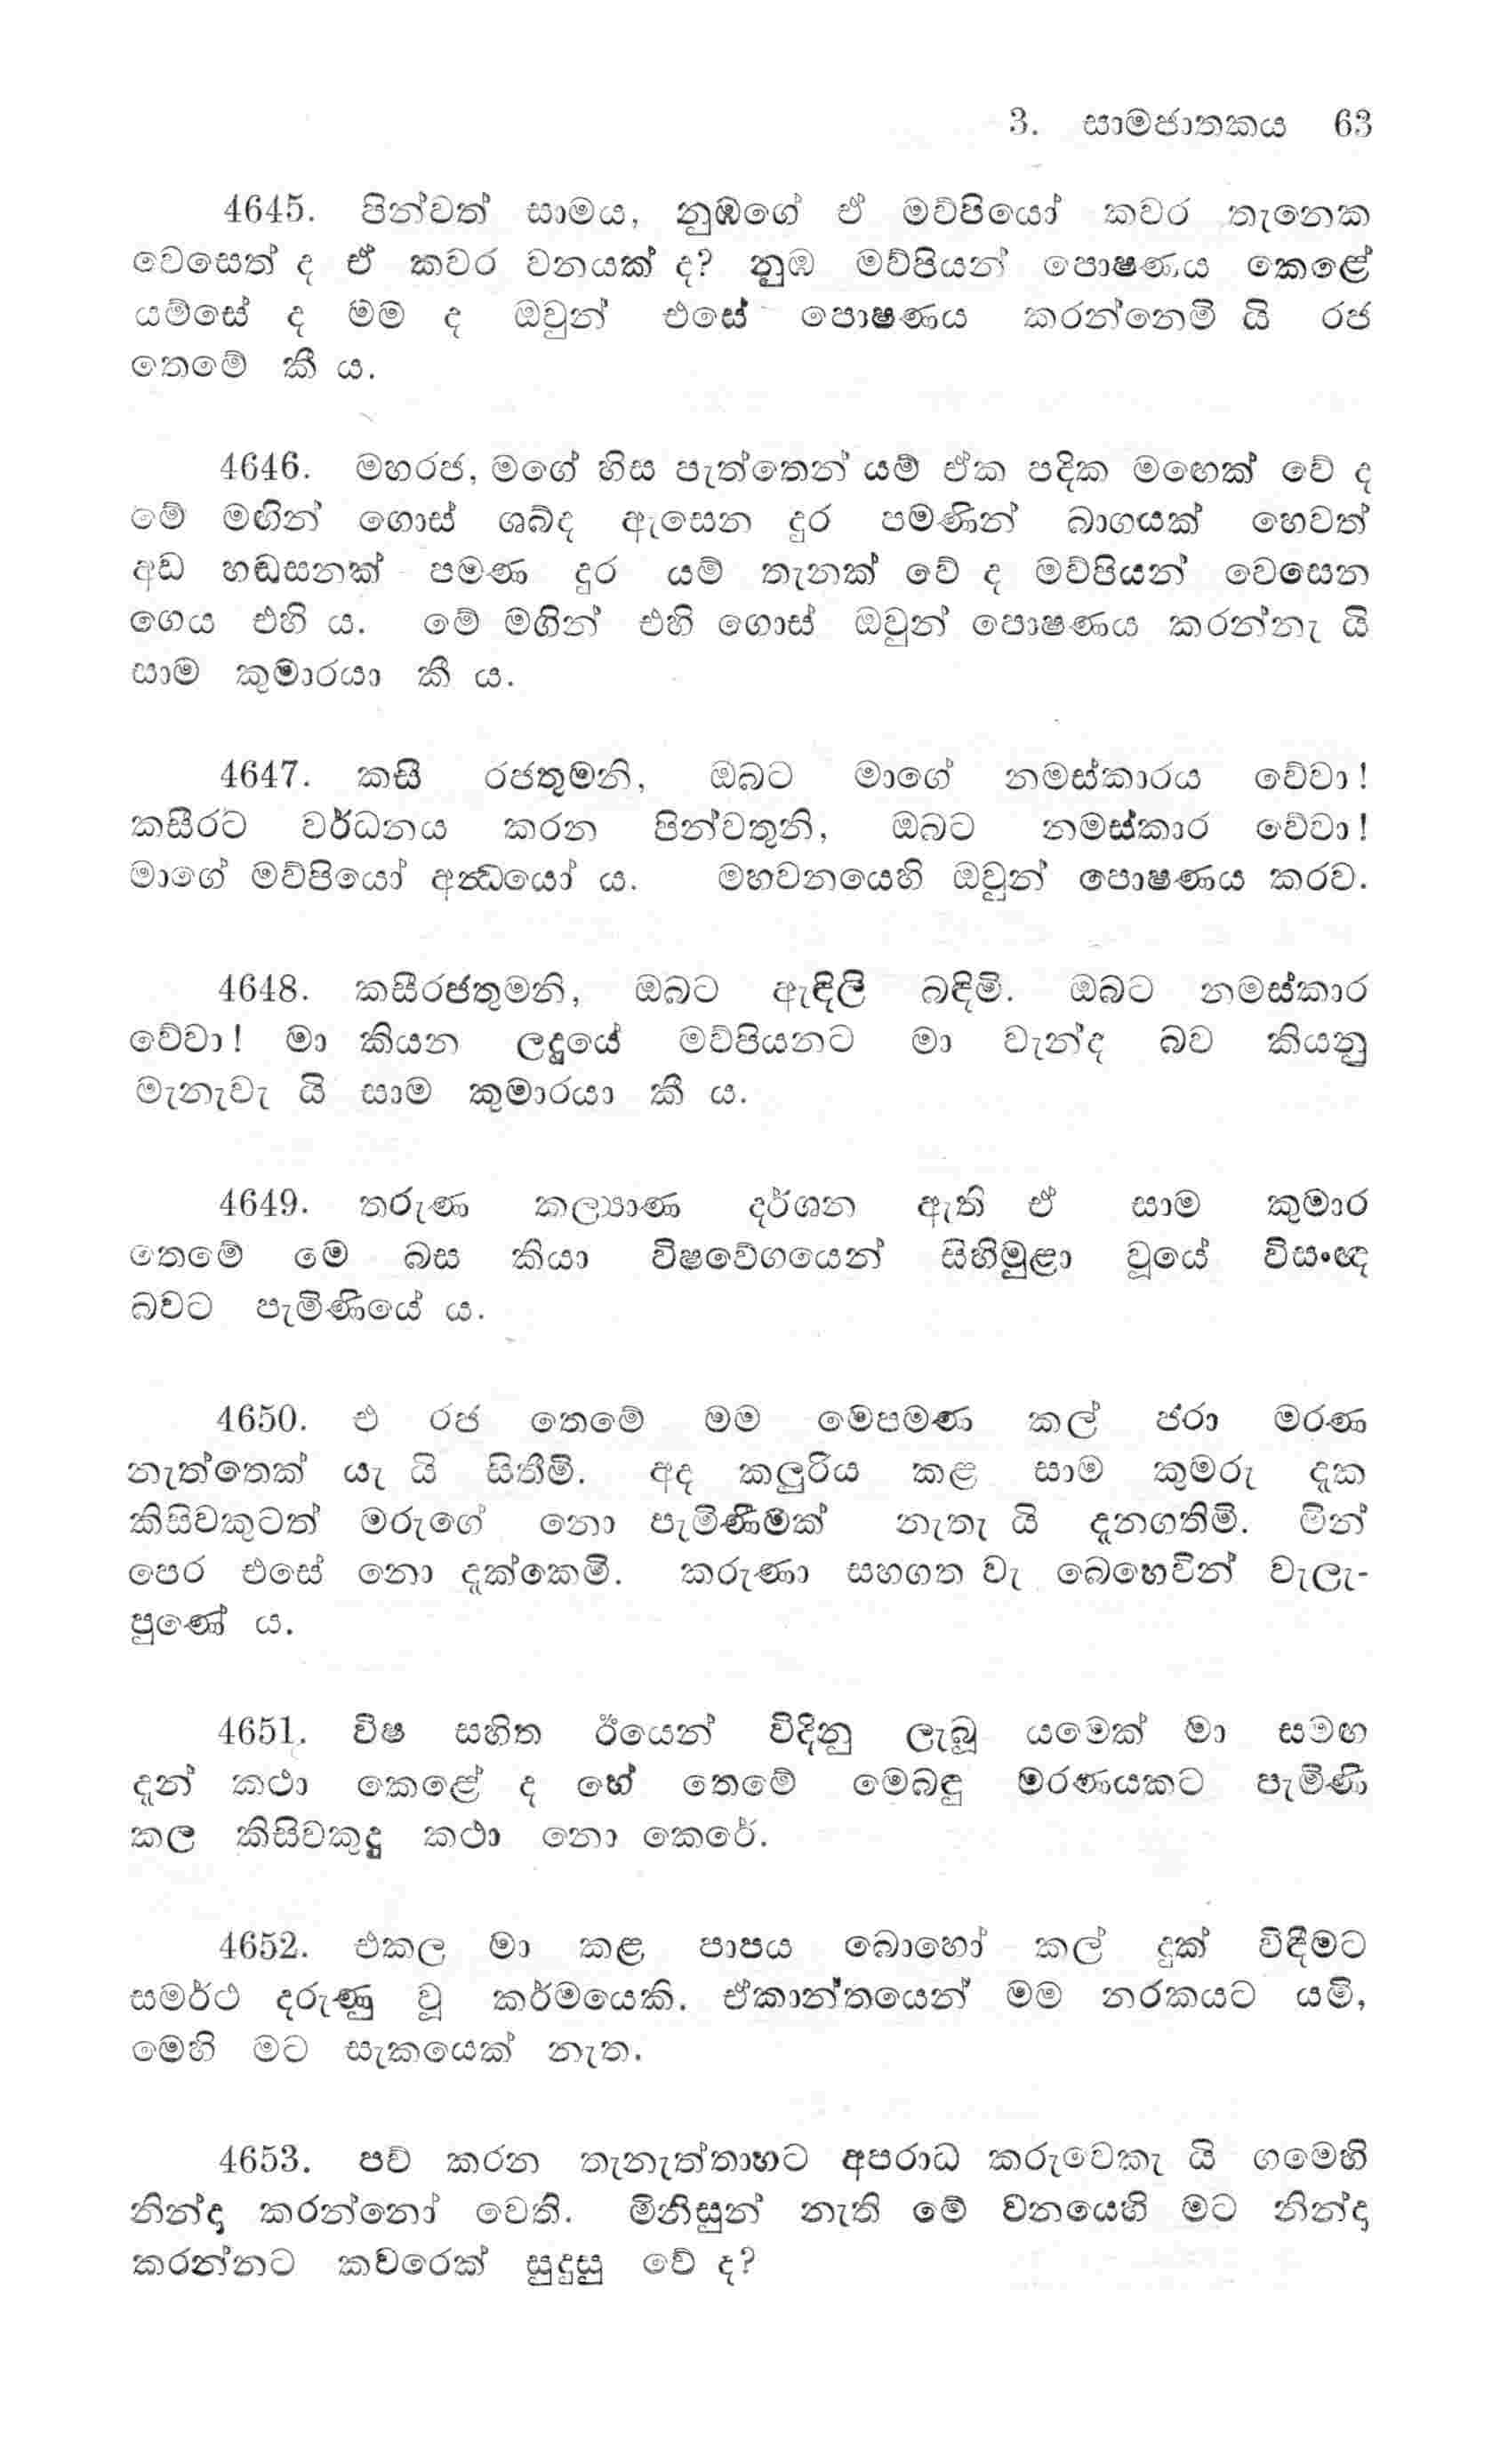 3. සාමජාතකය 63
4645. පින්වත් සාමය, නුඹගේ ඒ මව්පියෝ කවර තැනෙක
වෙසෙත් ද ඒ කවර වනයක් ද? නුඹ මව්පියන් පොෂණය කෙළේ
යම්සේ ද මම ද ඔවුන් එසේ පොෂණය කරන්නෙමි යි රජ
තෙමේ කී ය.
4646. මහරජ, මගේ හිස පැත්තෙන් යම් ඒක පදික මඟෙක් වේ ද
මේ මඟින් ගොස් ශබ්ද ඇසෙන දුර පමණින් බාගයක් හෙවත්
අඩ හඬසනක් පමණ දුර යම් තැනක් වේ ද මව්පියන් වෙසෙන
ගෙය එහි ය. මේ මගින් එහි ගොස් ඔවුන් පොෂණය කරන්නැ යි
සාම කුමාරයා කී ය.
4647. කසී රජතුමනි, ඔබට මාගේ නමස්කාරය වේවා!
කසීරට වර්ධනය කරන පින්වතුනි, ඔබට නමස්කාර වේවා!
මාගේ මව්පියෝ අන්‍ධයෝ ය. මහවනයෙහි ඔවුන් පොෂණය කරව.
4648. කසීරජතුමනි, ඔබට ඇඳිලි බඳිමි. ඔබට නමස්කාර
වේවා! මා කියන ලදුයේ මව්පියනට මා වැන්ද බව කියනු
මැනැවැ යි සාම කුමාරයා කී ය.
4649. තරුණ කල්‍යාණ දර්ශන ඇති ඒ සාම කුමාර
තෙමේ මෙ බස කියා විෂවේගයෙන් සිහිමුළා වූයේ විසංඥ
බවට පැමිණියේ ය.
4650. එ රජ තෙමේ මම මෙපමණ කල් ජරා මරණ
නැත්තෙක් යැ යි සිතීමි. අද කලුරිය කළ සාම කුමරු දැක
කිසිවකුටත් මරුගේ නො පැමිණීමක් නැතැ යි දැනගතිමි. මින්
පෙර එසේ නො දැක්කෙමි. කරුණා සහගත වැ බෙහෙවින් වැලැ-
පුණේ ය.
4651. විෂ සහිත ඊයෙන් විදිනු ලැබූ යමෙක් මා සමඟ
දැන් කථා කෙළේ ද හේ තෙමේ මෙබඳු මරණයකට පැමිණි
කල කිසිවකුදු කථා නො කෙරේ.
4652. එකල මා කළ පාපය බොහෝ කල් දුක් විඳීමට
සමර්ථ දරුණු වූ කර්මයෙකි. ඒකාන්තයෙන් මම නරකයට යමි,
මෙහි මට සැකයෙක් නැත.
4653. පව් කරන තැනැත්තාහට අපරාධ කරුවෙකැ යි ගමෙහි
නින්දා කරන්නෝ වෙති. මිනිසුන් නැති මේ වනයෙහි මට නින්දා
කරන්නට කවරෙක් සුදුසු වේ ද?